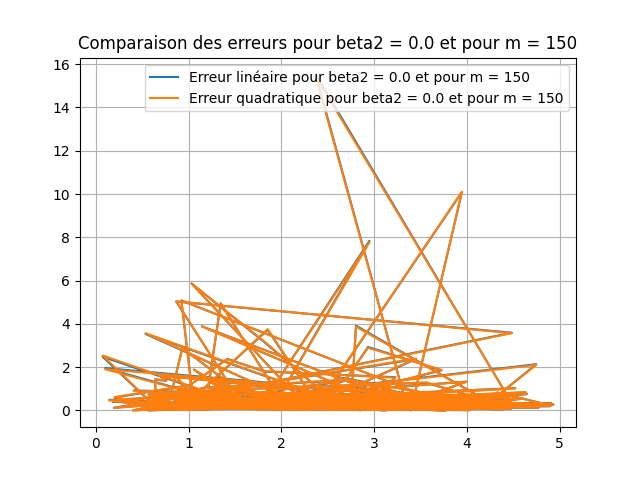 Comparaison des erreurs pour beta2 = 0.0 et pour m = 150
Erreur linéaire pour beta2 = 0.0 et pour m = 150
Erreur quadratique pour beta2 = 0.0 et pour m = 150
16
14
12
10
8
6
4
2
0
0 1 2 3 4 5